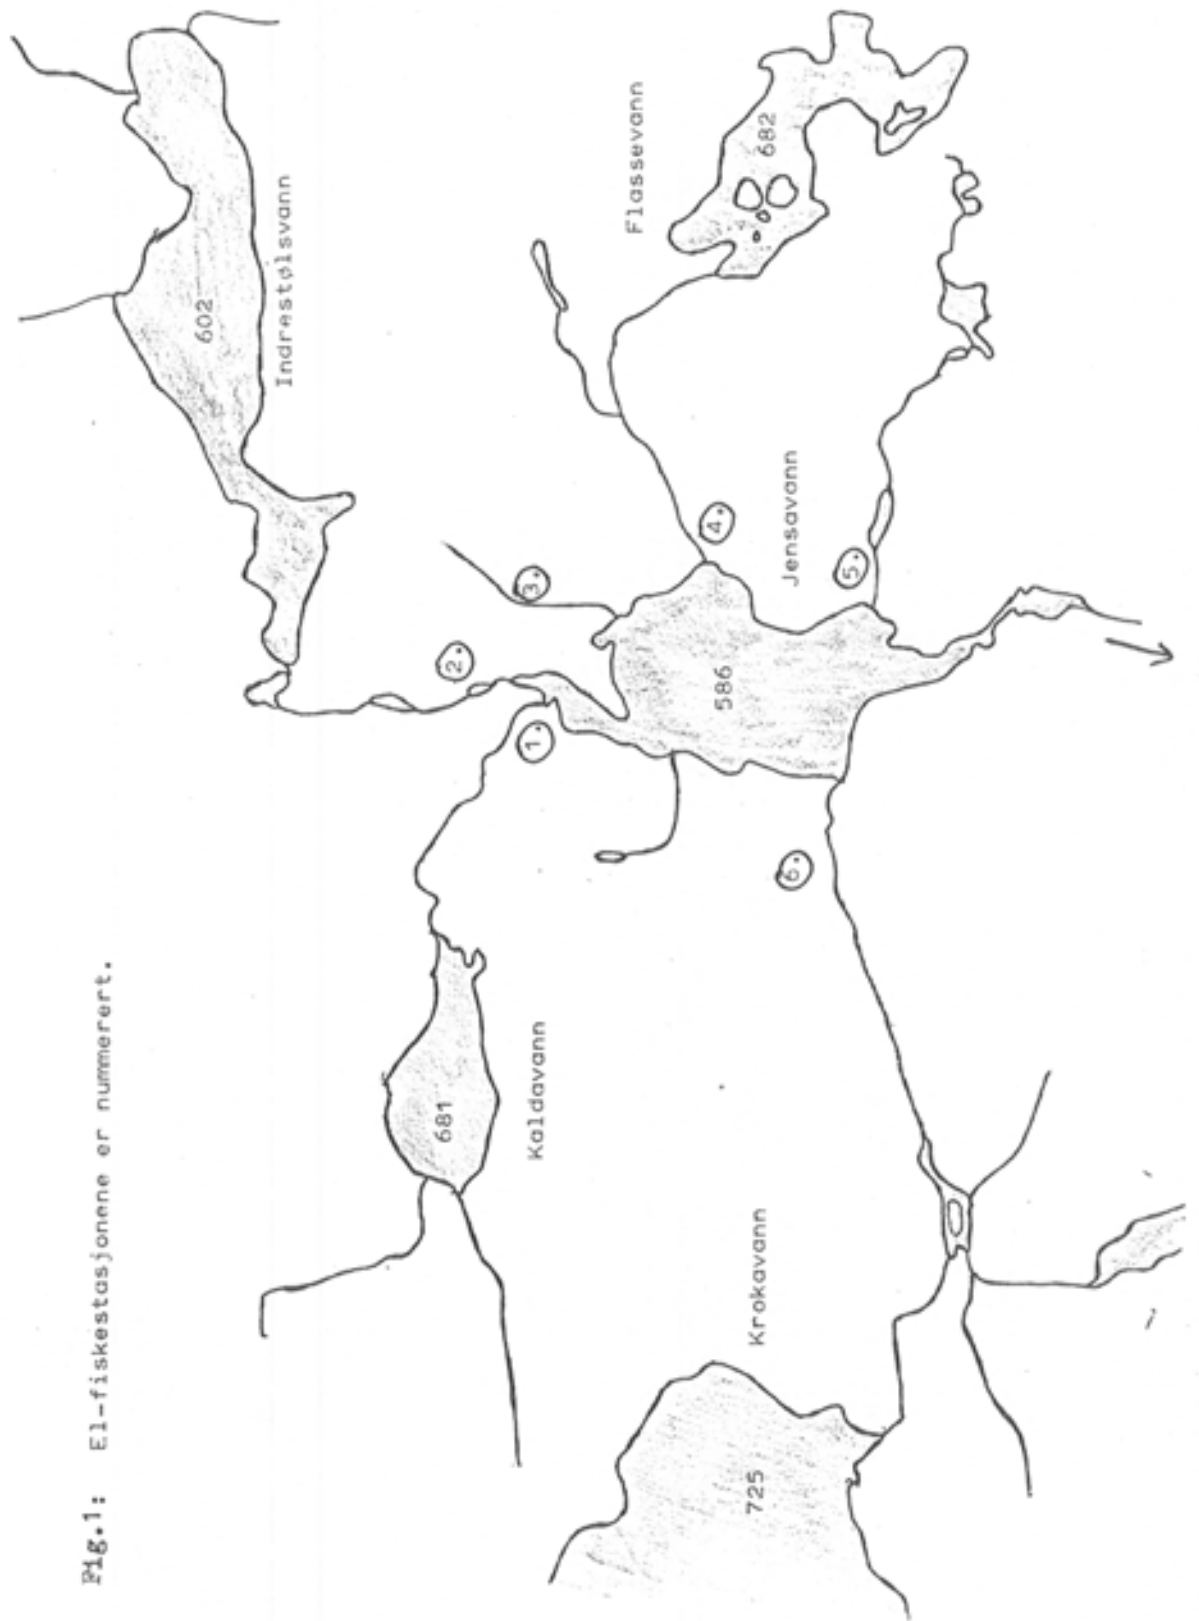 Fig.1: El-fiskestasjonene er nummerert.
602
Indrestølsvann
681
Kaldavann
1.
2.
3.
Flassevann
682
4.
586
Jensavann
5.
6.
Krokavann
725